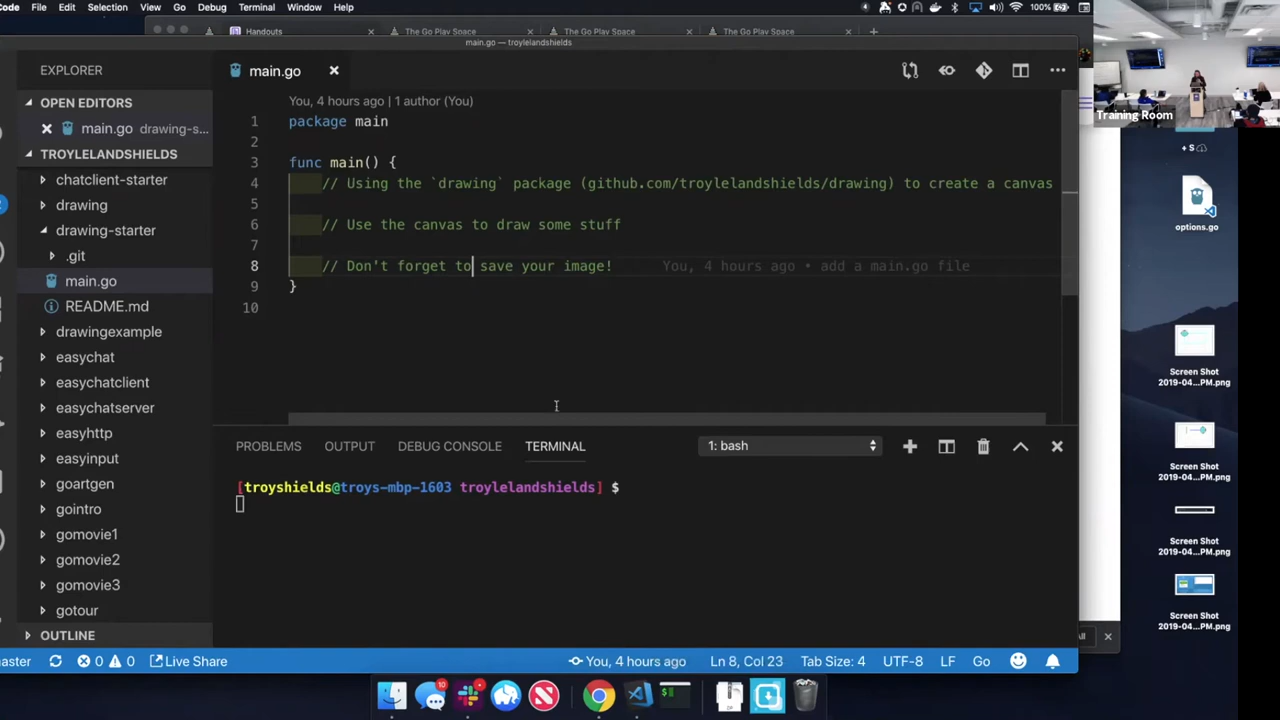 Code File Edit Selection View Go Debug Terminal Window Help 100%
Handouts The Go Play Space The Go Play Space The Go Play Space
main.go — troylelandshields
EXPLORER
OPEN EDITORS
main.go drawing-s...
TROYLELANDSHIELDS
chatclient-starter
drawing
drawing-starter
.git
main.go
README.md
drawingexample
easychat
easychatclient
easychatserver
easyhttp
easyinput
goartgen
gointro
gomovie1
gomovie2
gomovie3
gotour
OUTLINE
main.go
You, 4 hours ago | 1 author (You)
1 package main
2
3 func main() {
4 // Using the `drawing` package (github.com/troylelandshields/drawing) to create a canvas
5
6 // Use the canvas to draw some stuff
7
8 // Don't forget to save your image! You, 4 hours ago • add a main.go file
9 }
10
PROBLEMS OUTPUT DEBUG CONSOLE TERMINAL 1: bash
[troyshields@troys-mbp-1603 troylelandshields] $
master 0 0 Live Share You, 4 hours ago Ln 8, Col 23 Tab Size: 4 UTF-8 LF Go
10
Training Room
+ S
options.go
Screen Shot
2019-04...PM.png
Screen Shot
2019-04...PM.png
Screen Shot
2019-04...PM.png
Screen Shot
2019-04...PM.png